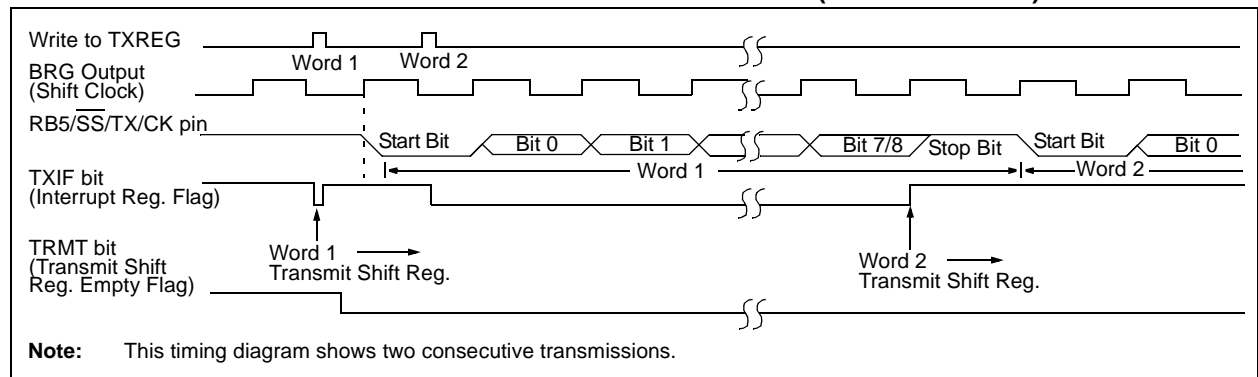 Write to TXREG
Word 1
Word 2
BRG Output
(Shift Clock)
RB5/SS/TX/CK pin
Start Bit
Bit 0
Bit 1
Bit 7/8
Stop Bit
Start Bit
Bit 0
Word 1
Word 2
TXIF bit
(Interrupt Reg. Flag)
Word 1
Transmit Shift Reg.
Word 2
Transmit Shift Reg.
TRMT bit
(Transmit Shift
Reg. Empty Flag)
Note: This timing diagram shows two consecutive transmissions.